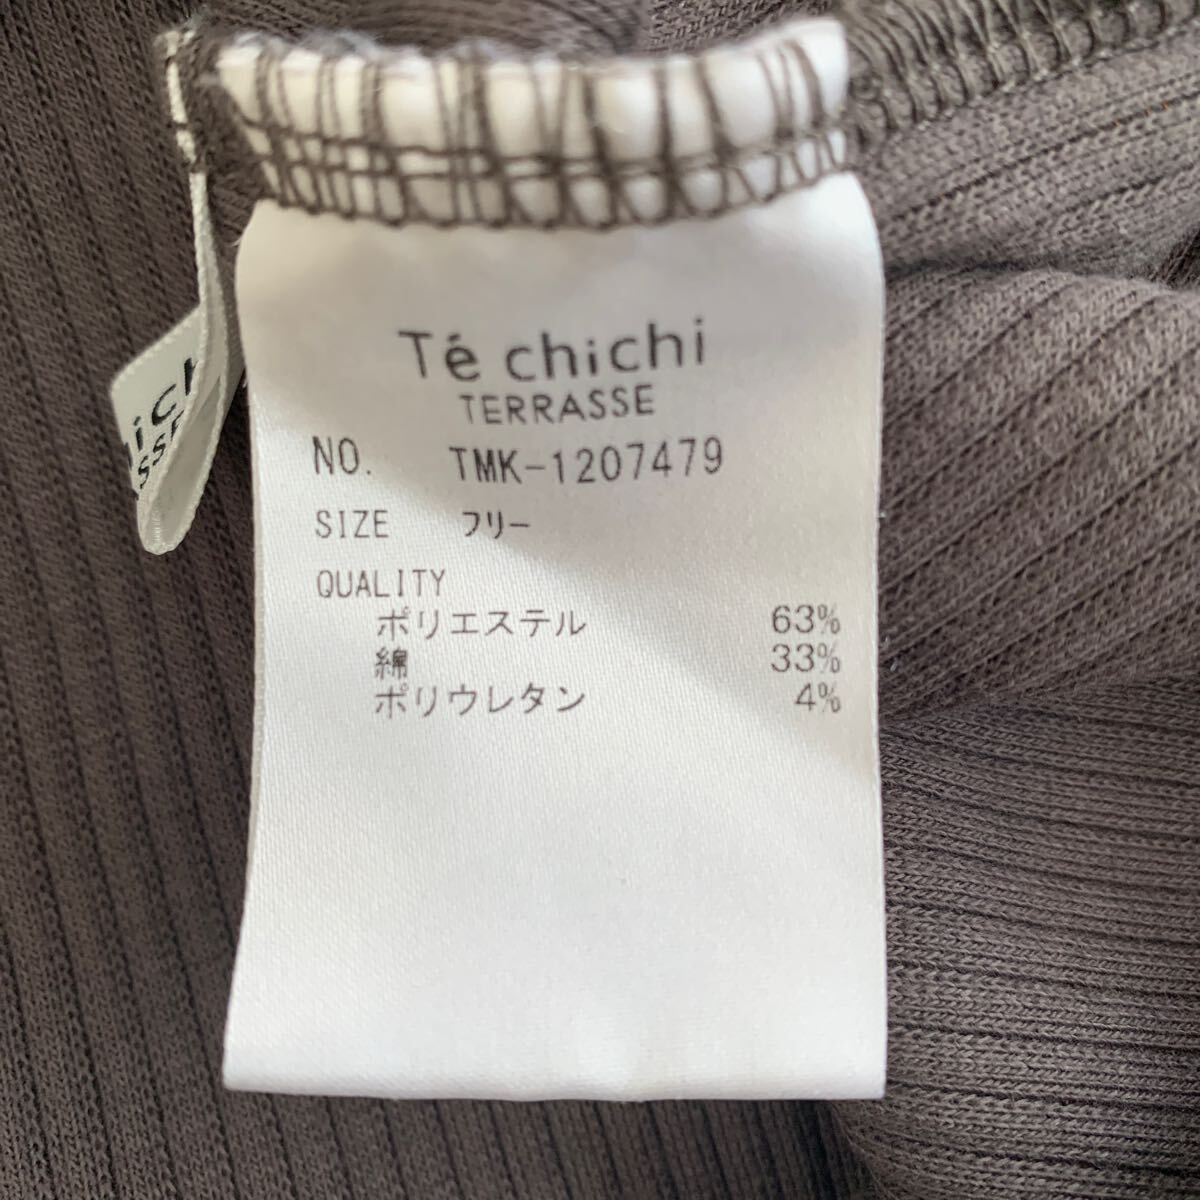 Té chichi
TERRASSE
NO. TMK-1207479
SIZE フリー
QUALITY
ポリエステル 63%
綿 33%
ポリウレタン 4%